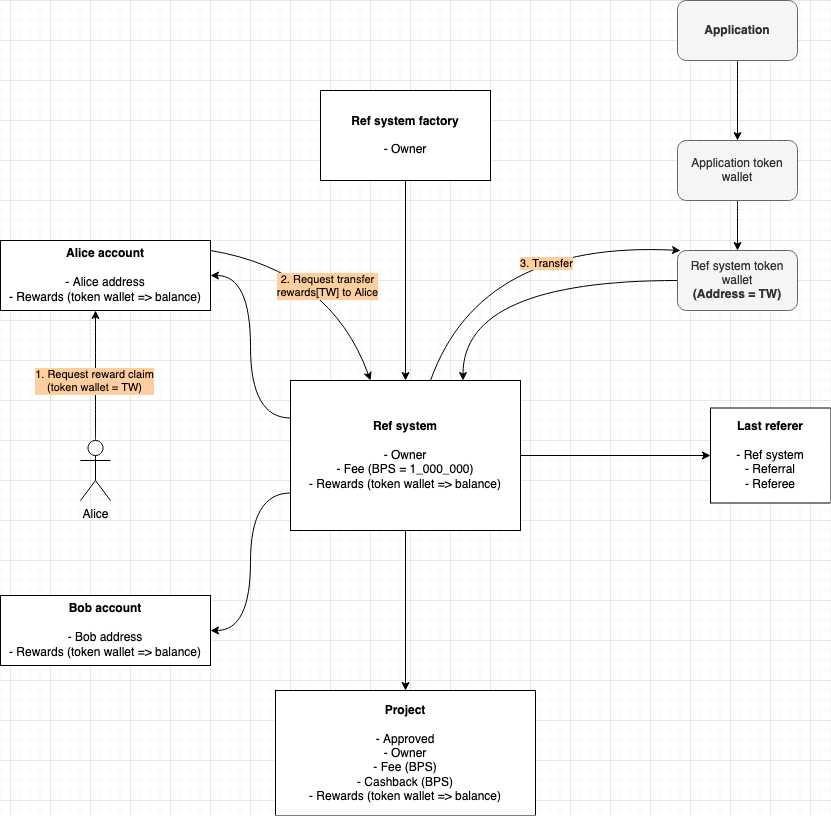 Application
Ref system factory
- Owner
Application token
wallet
Alice account
- Alice address
- Rewards (token wallet => balance)
2. Request transfer
rewards[TW] to Alice
3. Transfer
Ref system token
wallet
(Address = TW)
1. Request reward claim
(token wallet = TW)
Alice
Ref system
- Owner
- Fee (BPS = 1_000_000)
- Rewards (token wallet => balance)
Last referer
- Ref system
- Referral
- Referee
Bob account
- Bob address
- Rewards (token wallet => balance)
Project
- Approved
- Owner
- Fee (BPS)
- Cashback (BPS)
- Rewards (token wallet => balance)